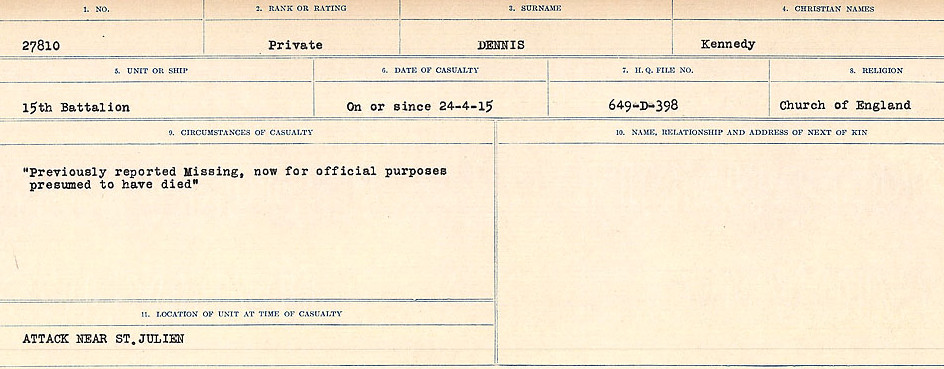 1. NO. 2. RANK OR RATING 3. SURNAME 4. CHRISTIAN NAMES
27810 Private DENNIS Kennedy
5. UNIT OR SHIP 6. DATE OF CASUALTY 7. H. Q. FILE NO. 8. RELIGION
15th Battalion On or since 24-4-15 649-D-398 Church of England
9. CIRCUMSTANCES OF CASUALTY 10. NAME, RELATIONSHIP AND ADDRESS OF NEXT OF KIN
"Previously reported Missing, now for official purposes
presumed to have died"
11. LOCATION OF UNIT AT TIME OF CASUALTY
ATTACK NEAR ST.JULIEN